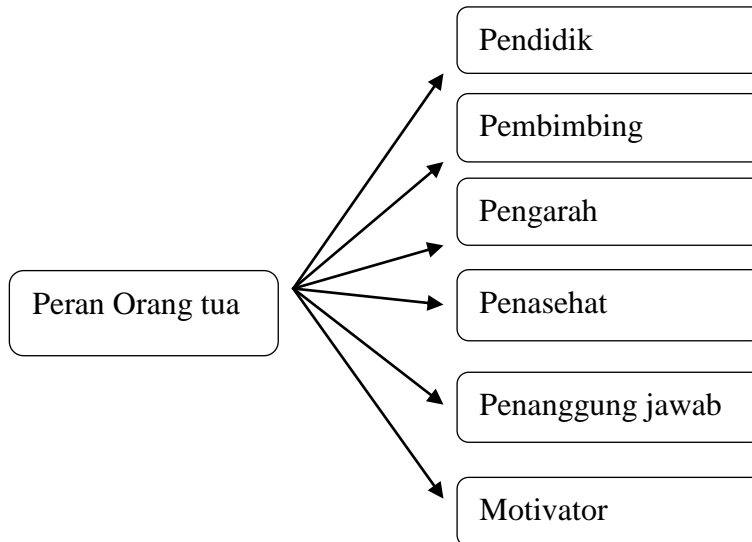 Pendidik
Pembimbing
Pengarah
Peran Orang tua
Penasehat
Penanggung jawab
Motivator